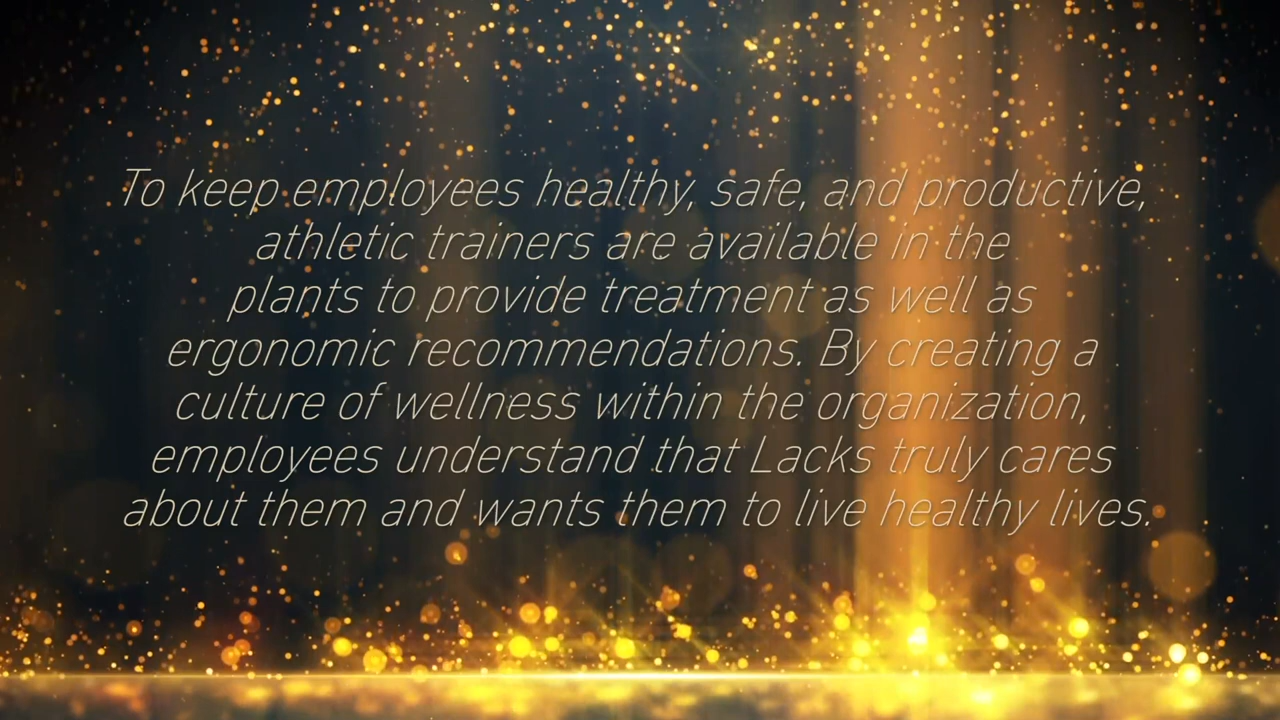 To keep employees healthy, safe, and productive,
athletic trainers are available in the
plants to provide treatment as well as
ergonomic recommendations. By creating a
culture of wellness within the organization,
employees understand that Lacks truly cares
about them and wants them to live healthy lives.